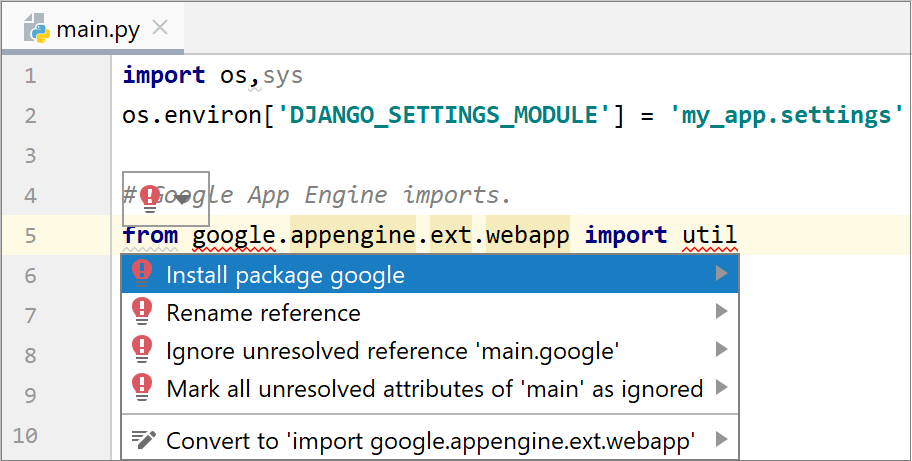 main.py
1 import os,sys
2 os.environ['DJANGO_SETTINGS_MODULE'] = 'my_app.settings'
3
4 # Google App Engine imports.
5 from google.appengine.ext.webapp import util
6 Install package google
7 Rename reference
8 Ignore unresolved reference 'main.google'
9 Mark all unresolved attributes of 'main' as ignored
10 Convert to 'import google.appengine.ext.webapp'